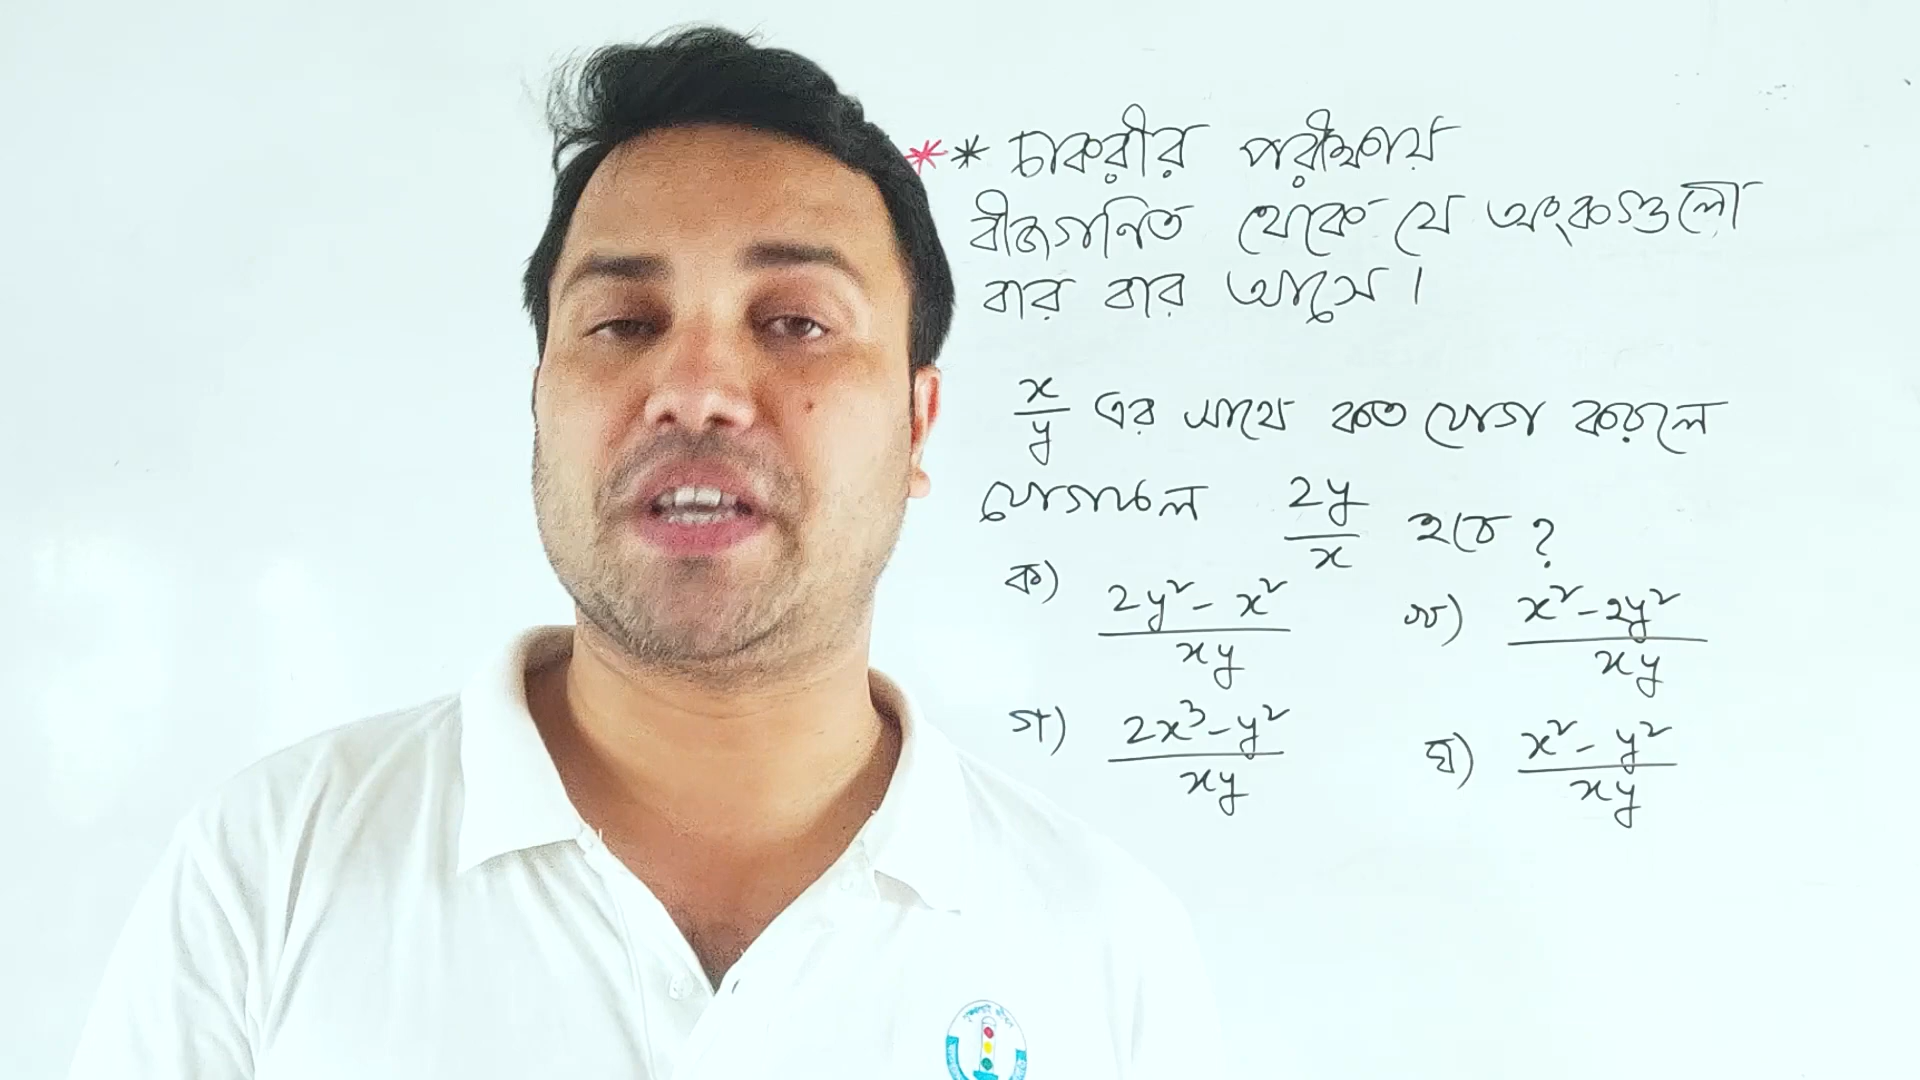 ** চাকরীর পরীক্ষায়
বীজগনিত থেকে যে অংকগুলো
বার বার আসে।
x/y এর সাথে কত যোগ করলে
যোগফল 2y/x হবে?
ক) (2y² - x²)/xy খ) (x² - 2y²)/xy
গ) (2x³ - y²)/xy ঘ) (x² - y²)/xy